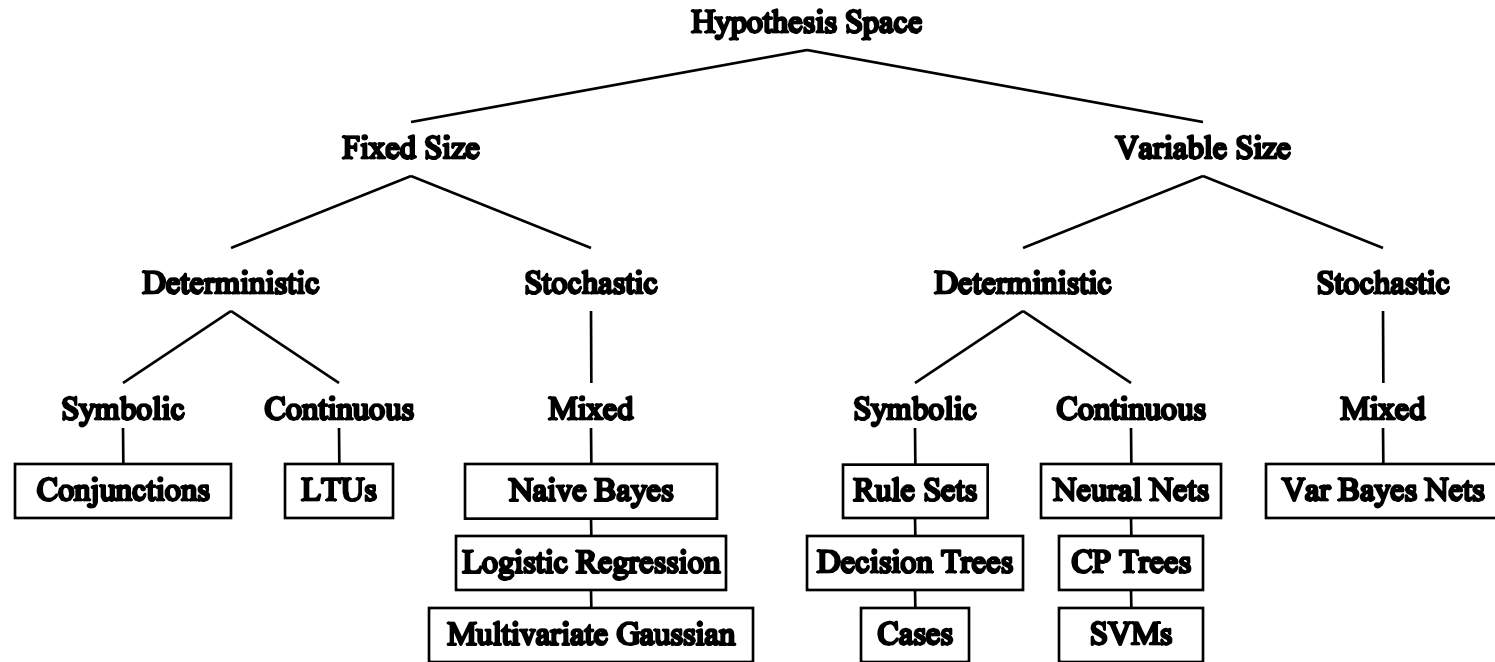 Hypothesis Space
Fixed Size
Variable Size
Deterministic
Stochastic
Deterministic
Stochastic
Symbolic
Continuous
Mixed
Symbolic
Continuous
Mixed
Conjunctions
LTUs
Naive Bayes
Rule Sets
Neural Nets
Var Bayes Nets
Logistic Regression
Decision Trees
CP Trees
Multivariate Gaussian
Cases
SVMs